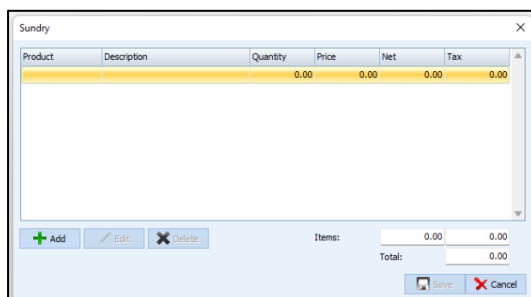 Sundry
Product Description Quantity Price Net Tax
0.00 0.00 0.00 0.00
Add Edit Delete Items: 0.00 0.00
Total: 0.00
Save Cancel